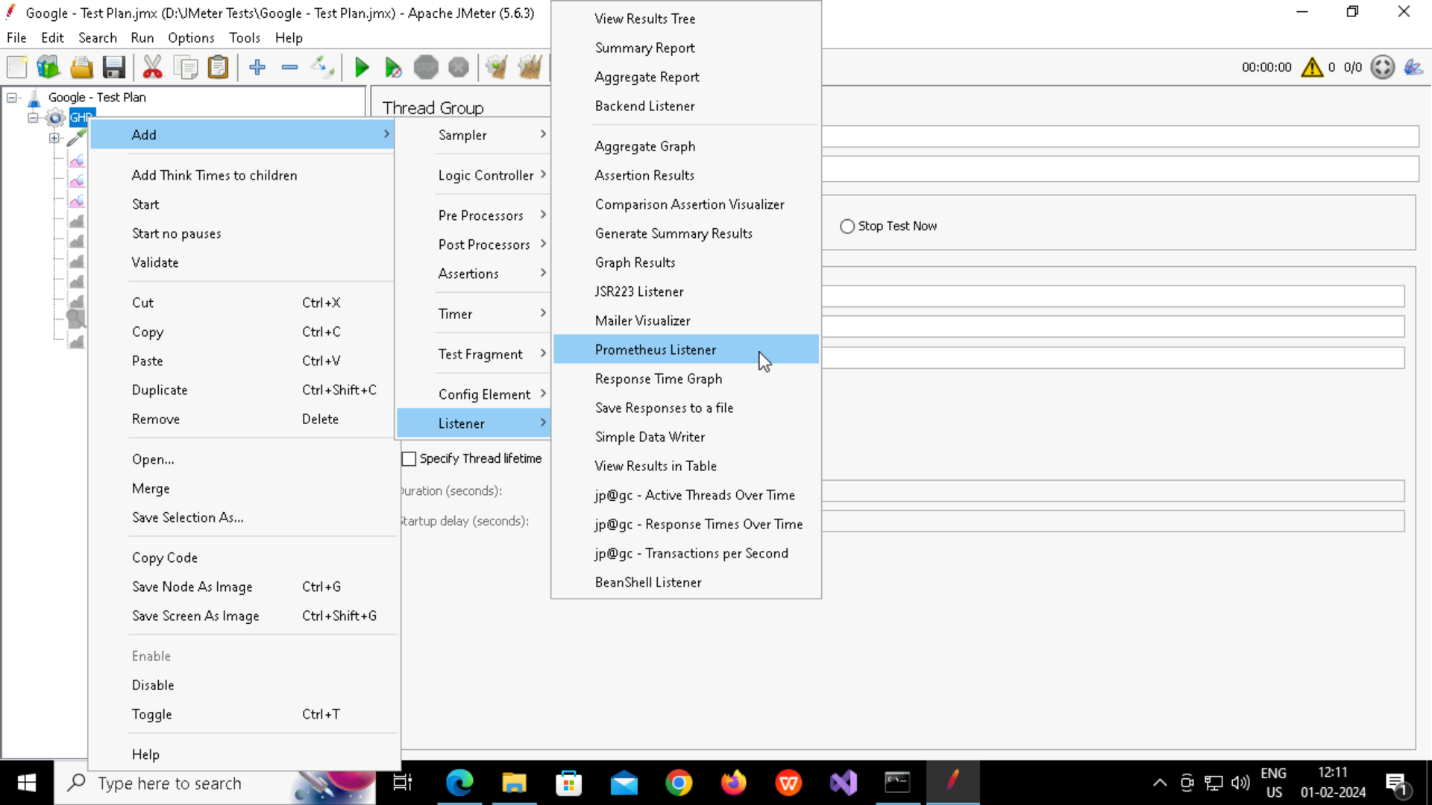 Google - Test Plan.jmx (D:\JMeter Tests\Google - Test Plan.jmx) - Apache JMeter (5.6.3)
File Edit Search Run Options Tools Help
00:00:00 0 0/0
Google - Test Plan
Thread Group
Add
Add Think Times to children
Start
Start no pauses
Validate
Cut Ctrl+X
Copy Ctrl+C
Paste Ctrl+V
Duplicate Ctrl+Shift+C
Remove Delete
Open...
Merge
Save Selection As...
Copy Code
Save Node As Image Ctrl+G
Save Screen As Image Ctrl+Shift+G
Enable
Disable
Toggle Ctrl+T
Help
Sampler
Logic Controller
Pre Processors
Post Processors
Assertions
Timer
Test Fragment
Config Element
Listener
View Results Tree
Summary Report
Aggregate Report
Backend Listener
Aggregate Graph
Assertion Results
Comparison Assertion Visualizer
Generate Summary Results
Graph Results
JSR223 Listener
Mailer Visualizer
Prometheus Listener
Response Time Graph
Save Responses to a file
Simple Data Writer
View Results in Table
jp@gc - Active Threads Over Time
jp@gc - Response Times Over Time
jp@gc - Transactions per Second
BeanShell Listener
Stop Test Now
Specify Thread lifetime
Duration (seconds):
Startup delay (seconds):
Type here to search
ENG
US
12:11
01-02-2024
1